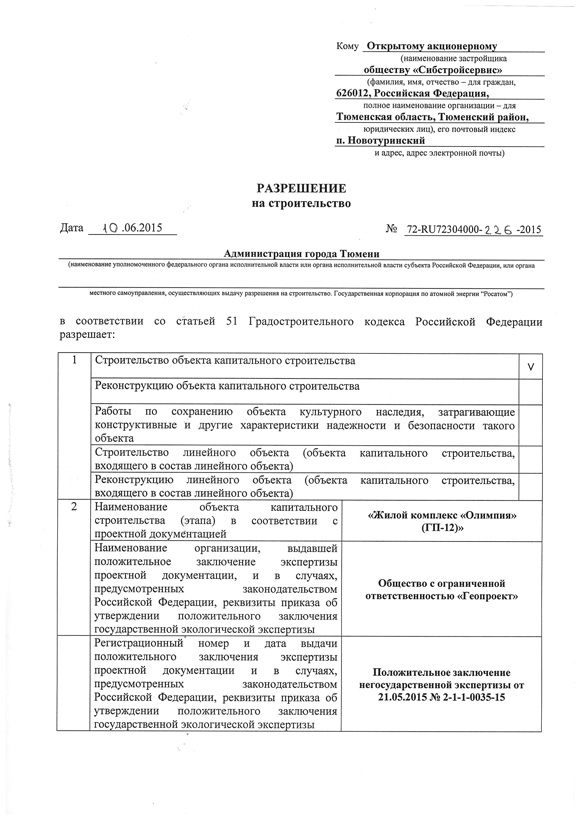 Кому Открытому акционерному
(наименование застройщика
обществу «Сибстройсервис»
(фамилия, имя, отчество – для граждан,
626012, Российская Федерация,
полное наименование организации – для
Тюменская область, Тюменский район,
юридических лиц), его почтовый индекс
п. Новотуринский
и адрес, адрес электронной почты)
РАЗРЕШЕНИЕ
на строительство
Дата 10 .06.2015 № 72-RU72304000- 226 -2015
Администрация города Тюмени
(наименование уполномоченного федерального органа исполнительной власти или органа исполнительной власти субъекта Российской Федерации, или органа
местного самоуправления, осуществляющих выдачу разрешения на строительство. Государственная корпорация по атомной энергии "Росатом")
в соответствии со статьей 51 Градостроительного кодекса Российской Федерации
разрешает:
1 Строительство объекта капитального строительства V
Реконструкцию объекта капитального строительства
Работы по сохранению объекта культурного наследия, затрагивающие
конструктивные и другие характеристики надежности и безопасности такого
объекта
Строительство линейного объекта (объекта капитального строительства,
входящего в состав линейного объекта)
Реконструкцию линейного объекта (объекта капитального строительства,
входящего в состав линейного объекта)
2 Наименование объекта капитального
строительства (этапа) в соответствии с
проектной документацией
«Жилой комплекс «Олимпия»
(ГП-12)»
Наименование организации, выдавшей
положительное заключение экспертизы
проектной документации, и в случаях,
предусмотренных законодательством
Российской Федерации, реквизиты приказа об
утверждении положительного заключения
государственной экологической экспертизы
Общество с ограниченной
ответственностью «Геопроект»
Регистрационный номер и дата выдачи
положительного заключения экспертизы
проектной документации и в случаях,
предусмотренных законодательством
Российской Федерации, реквизиты приказа об
утверждении положительного заключения
государственной экологической экспертизы
Положительное заключение
негосударственной экспертизы от
21.05.2015 № 2-1-1-0035-15